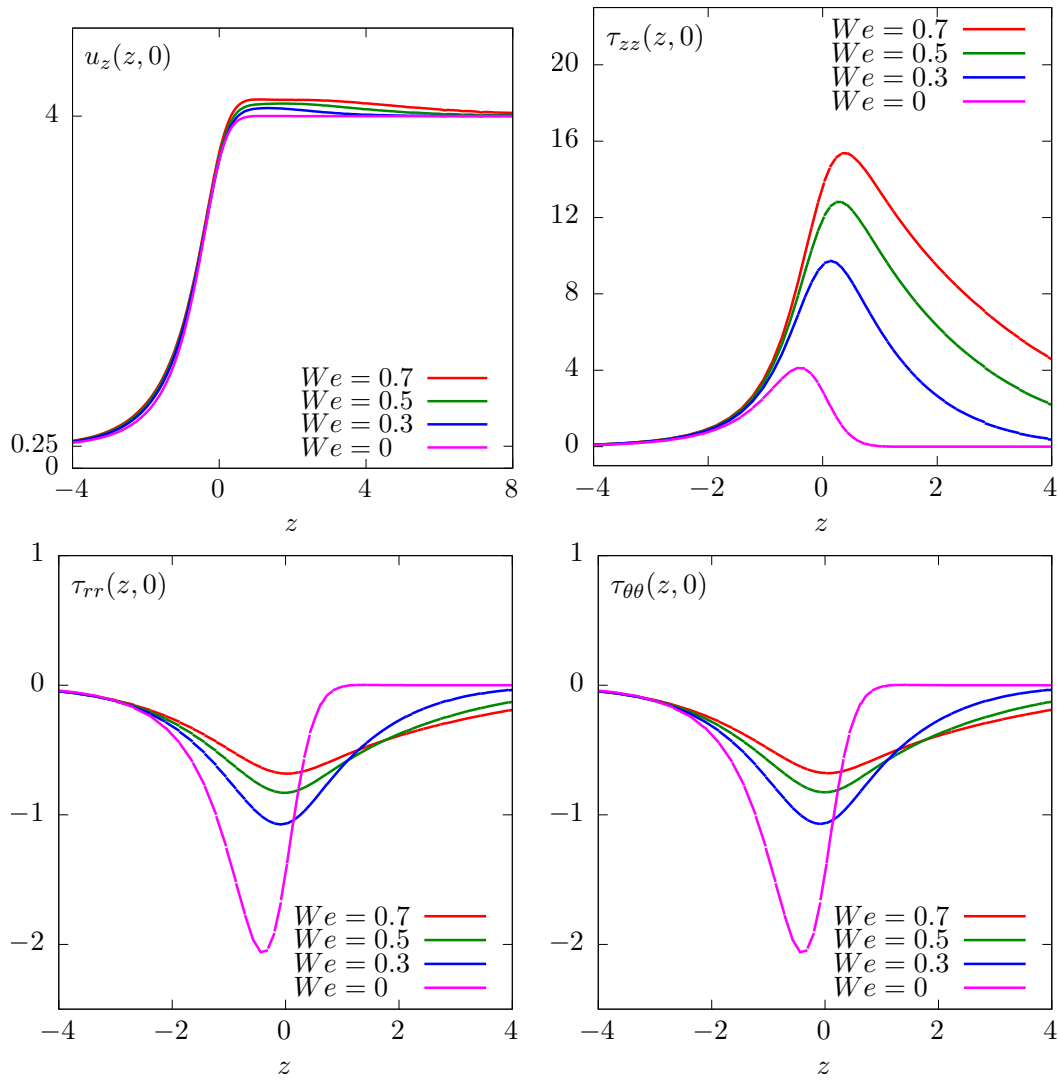 u_z(z, 0)
4
0.25
0
We = 0.7
We = 0.5
We = 0.3
We = 0
−4 0 4 8
z
τ_zz(z, 0)
We = 0.7
We = 0.5
We = 0.3
We = 0
20
16
12
8
4
0
−4 −2 0 2 4
z
τ_rr(z, 0)
1
0
−1
−2
We = 0.7
We = 0.5
We = 0.3
We = 0
−4 −2 0 2 4
z
τ_θθ(z, 0)
1
0
−1
−2
We = 0.7
We = 0.5
We = 0.3
We = 0
−4 −2 0 2 4
z